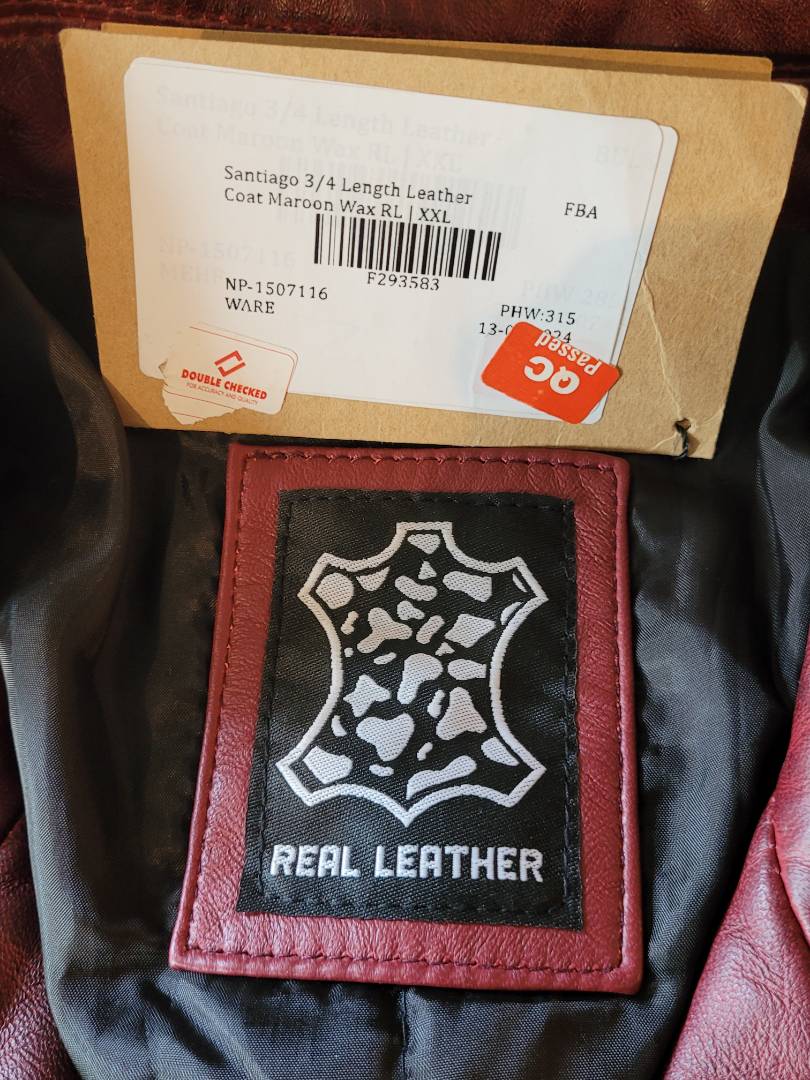 Santiago 3/4 Length Leather
Coat Maroon Wax RL | XXL
FBA
F293583
NP-1507116
WARE
PHW:315
DOUBLE CHECKED
FOR ACCURACY AND QUALITY
QC
Passed
REAL LEATHER